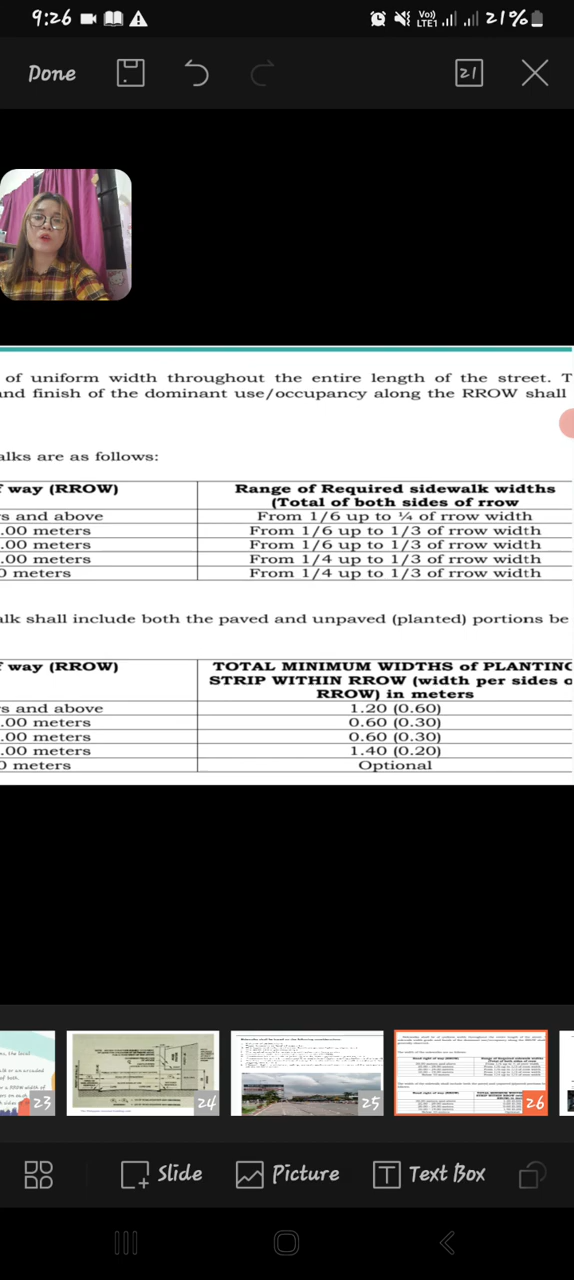 9:26
Vo))
LTE1
21%
Done
21
of uniform width throughout the entire length of the street. T
and finish of the dominant use/occupancy along the RROW shall
alks are as follows:
f way (RROW)
Range of Required sidewalk widths
(Total of both sides of rrow
rs and above
From 1/6 up to ¼ of rrow width
.00 meters
From 1/6 up to 1/3 of rrow width
.00 meters
From 1/6 up to 1/3 of rrow width
.00 meters
From 1/4 up to 1/3 of rrow width
0 meters
From 1/4 up to 1/3 of rrow width
alk shall include both the paved and unpaved (planted) portions be
f way (RROW)
TOTAL MINIMUM WIDTHS of PLANTING
STRIP WITHIN RROW (width per sides o
RROW) in meters
rs and above
1.20 (0.60)
.00 meters
0.60 (0.30)
.00 meters
0.60 (0.30)
.00 meters
1.40 (0.20)
0 meters
Optional
23
24
25
26
Slide
Picture
Text Box